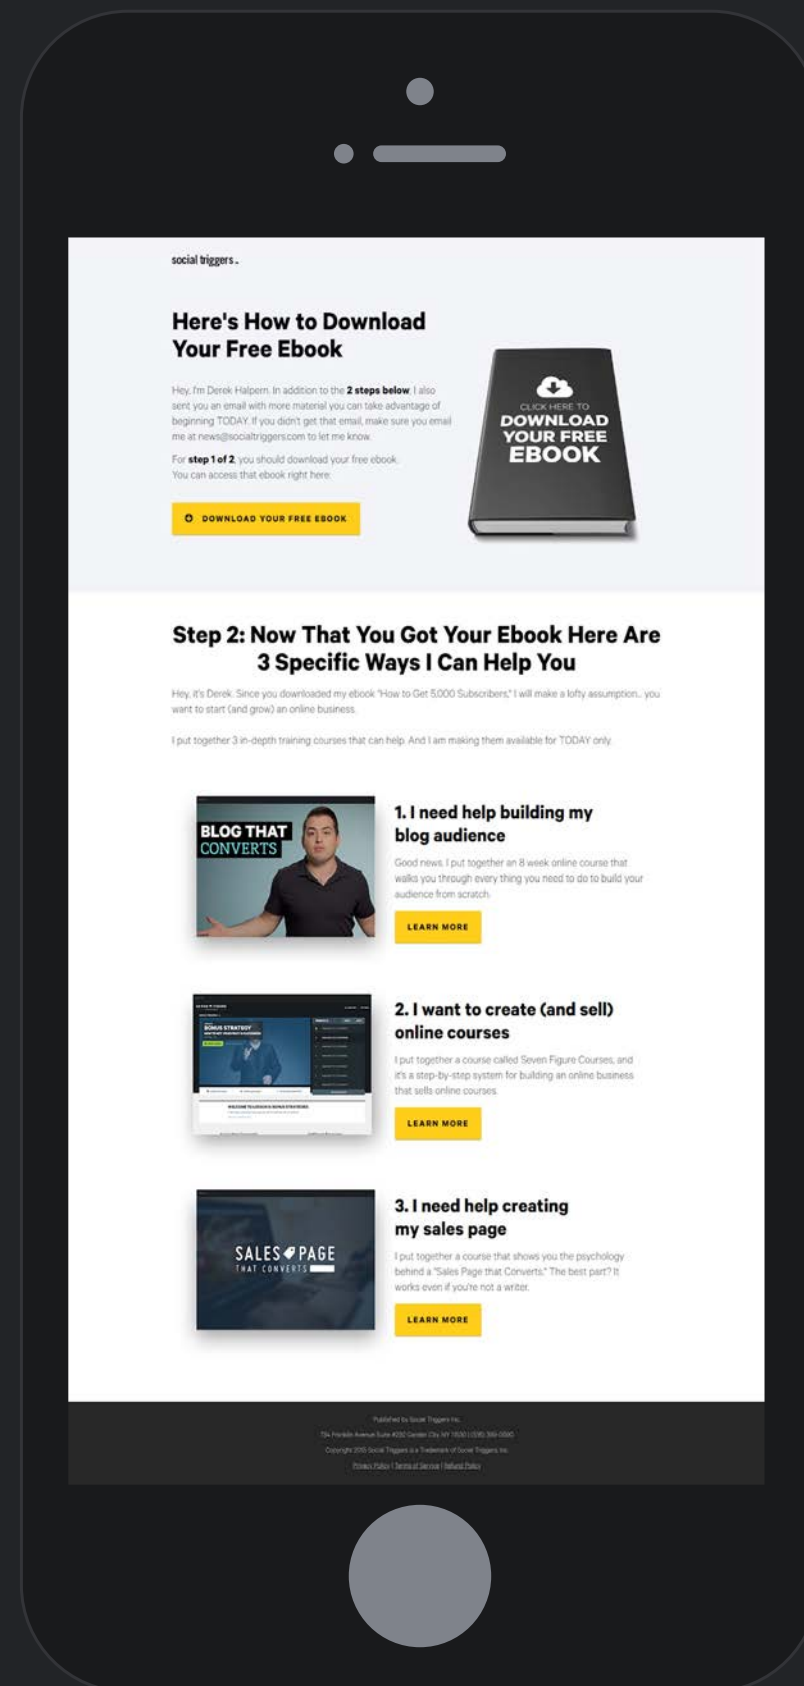 social triggers™
Here's How to Download
Your Free Ebook
Hey, I'm Derek Halpern. In addition to the 2 steps below, I also
sent you an email with more material you can take advantage of
beginning TODAY. If you didn't get that email, make sure you email
me at news@socialtriggers.com to let me know.
For step 1 of 2, you should download your free ebook.
You can access that ebook right here:
DOWNLOAD YOUR FREE EBOOK
CLICK HERE TO
DOWNLOAD
YOUR FREE
EBOOK
Step 2: Now That You Got Your Ebook Here Are
3 Specific Ways I Can Help You
Hey, it's Derek. Since you downloaded my ebook "How to Get 5,000 Subscribers," I will make a lofty assumption... you
want to start (and grow) an online business.
I put together 3 in-depth training courses that can help. And I am making them available for TODAY only.
BLOG THAT
CONVERTS
1. I need help building my
blog audience
Good news. I put together an 8 week online course that
walks you through every thing you need to do to build your
audience from scratch.
LEARN MORE
BONUS STRATEGY
2. I want to create (and sell)
online courses
I put together a course called Seven Figure Courses, and
it's a step-by-step system for building an online business
that sells online courses.
LEARN MORE
SALES PAGE
THAT CONVERTS
3. I need help creating
my sales page
I put together a course that shows you the psychology
behind a "Sales Page that Converts." The best part? It
works even if you're not a writer.
LEARN MORE
Published by Social Triggers Inc.
Copyright 2015 Social Triggers is a Trademark of Social Triggers, Inc.
Privacy Policy | Terms of Service | Refund Policy